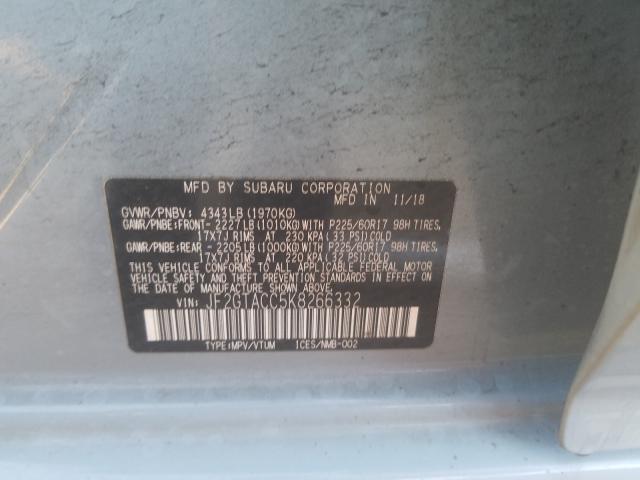 MFD BY SUBARU CORPORATION IN 11/18
GVWR/PNBV: 4343LB(1970KG)
GAWR/PNBE:FRONT- 2227LB(1010KG)WITH P225/60R17 98H TIRES,
17X7J RIMS AT 230 KPA(33 PSI)COLD
GAWR/PNBE:REAR - 2205LB(1000KG)WITH P225/60R17 98H TIRES,
17X7J RIMS AT 220 KPA(32 PSI)COLD
THIS VEHICLE CONFORMS TO ALL APPLICABLE FEDERAL MOTOR
VEHICLE SAFETY AND THEFT PREVENTION STANDARDS IN EFFECT ON
THE DATE OF MANUFACTURE SHOWN ABOVE.
VIN: JF2GTACC5K8266332
TYPE:MPV/VTUM ICES/NMB-002